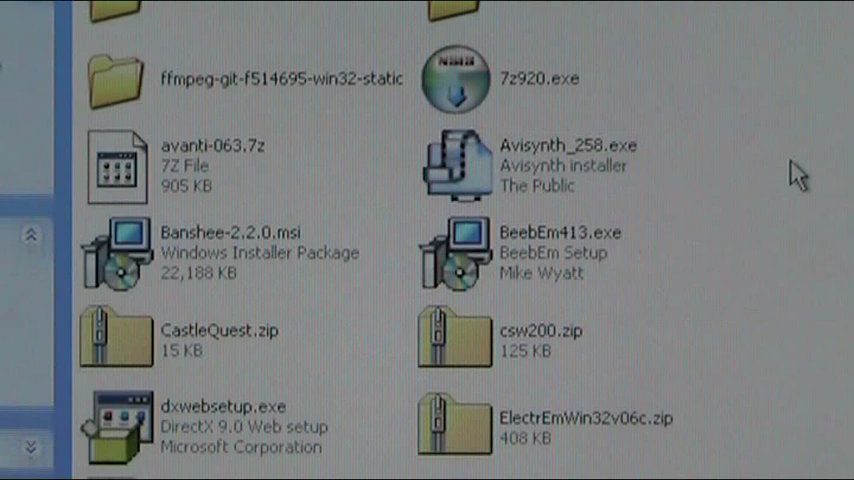 ffmpeg-git-f514695-win32-static
7z920.exe
NSIS
avanti-063.7z
7Z File
905 KB
Avisynth_258.exe
Avisynth installer
The Public
Banshee-2.2.0.msi
Windows Installer Package
22,188 KB
BeebEm413.exe
BeebEm Setup
Mike Wyatt
CastleQuest.zip
15 KB
csw200.zip
125 KB
dxwebsetup.exe
DirectX 9.0 Web setup
Microsoft Corporation
ElectrEmWin32v06c.zip
408 KB